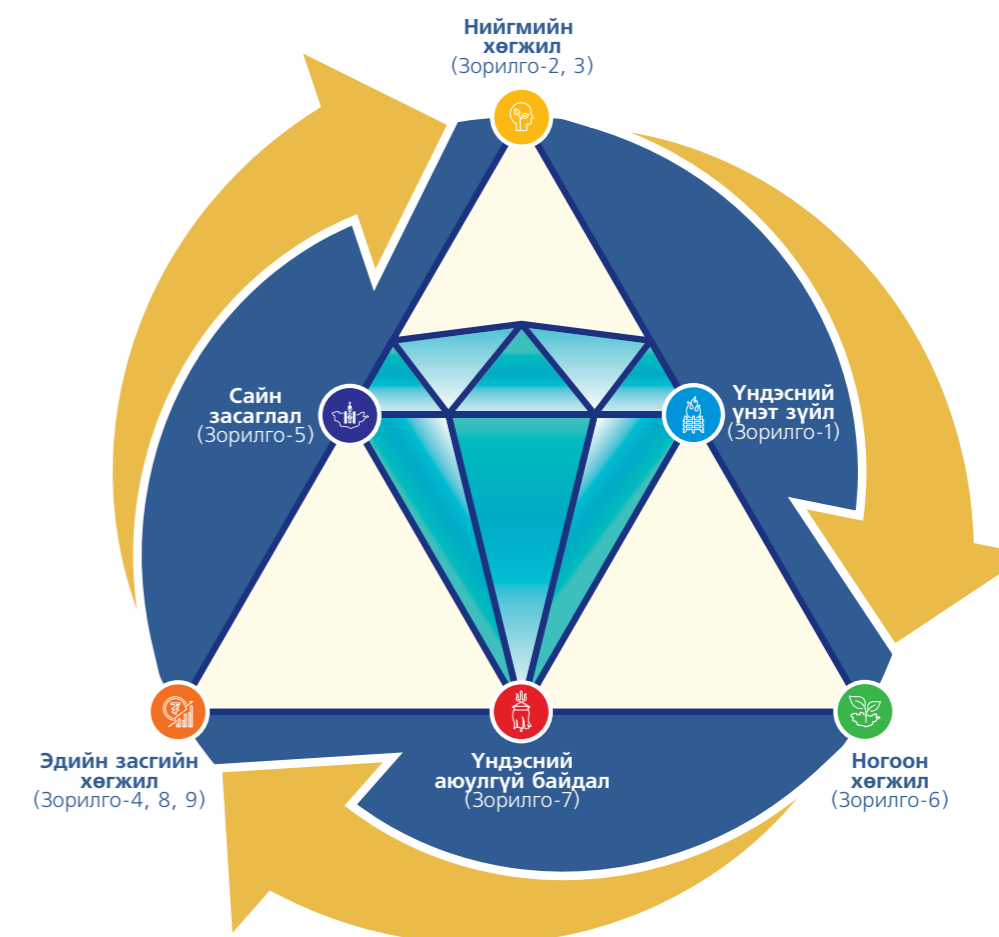 Нийгмийн
хөгжил
(Зорилго-2, 3)
Сайн
засаглал
(Зорилго-5)
Үндэсний
үнэт зүйл
(Зорилго-1)
Эдийн засгийн
хөгжил
(Зорилго-4, 8, 9)
Үндэсний
аюулгүй байдал
(Зорилго-7)
Ногоон
хөгжил
(Зорилго-6)